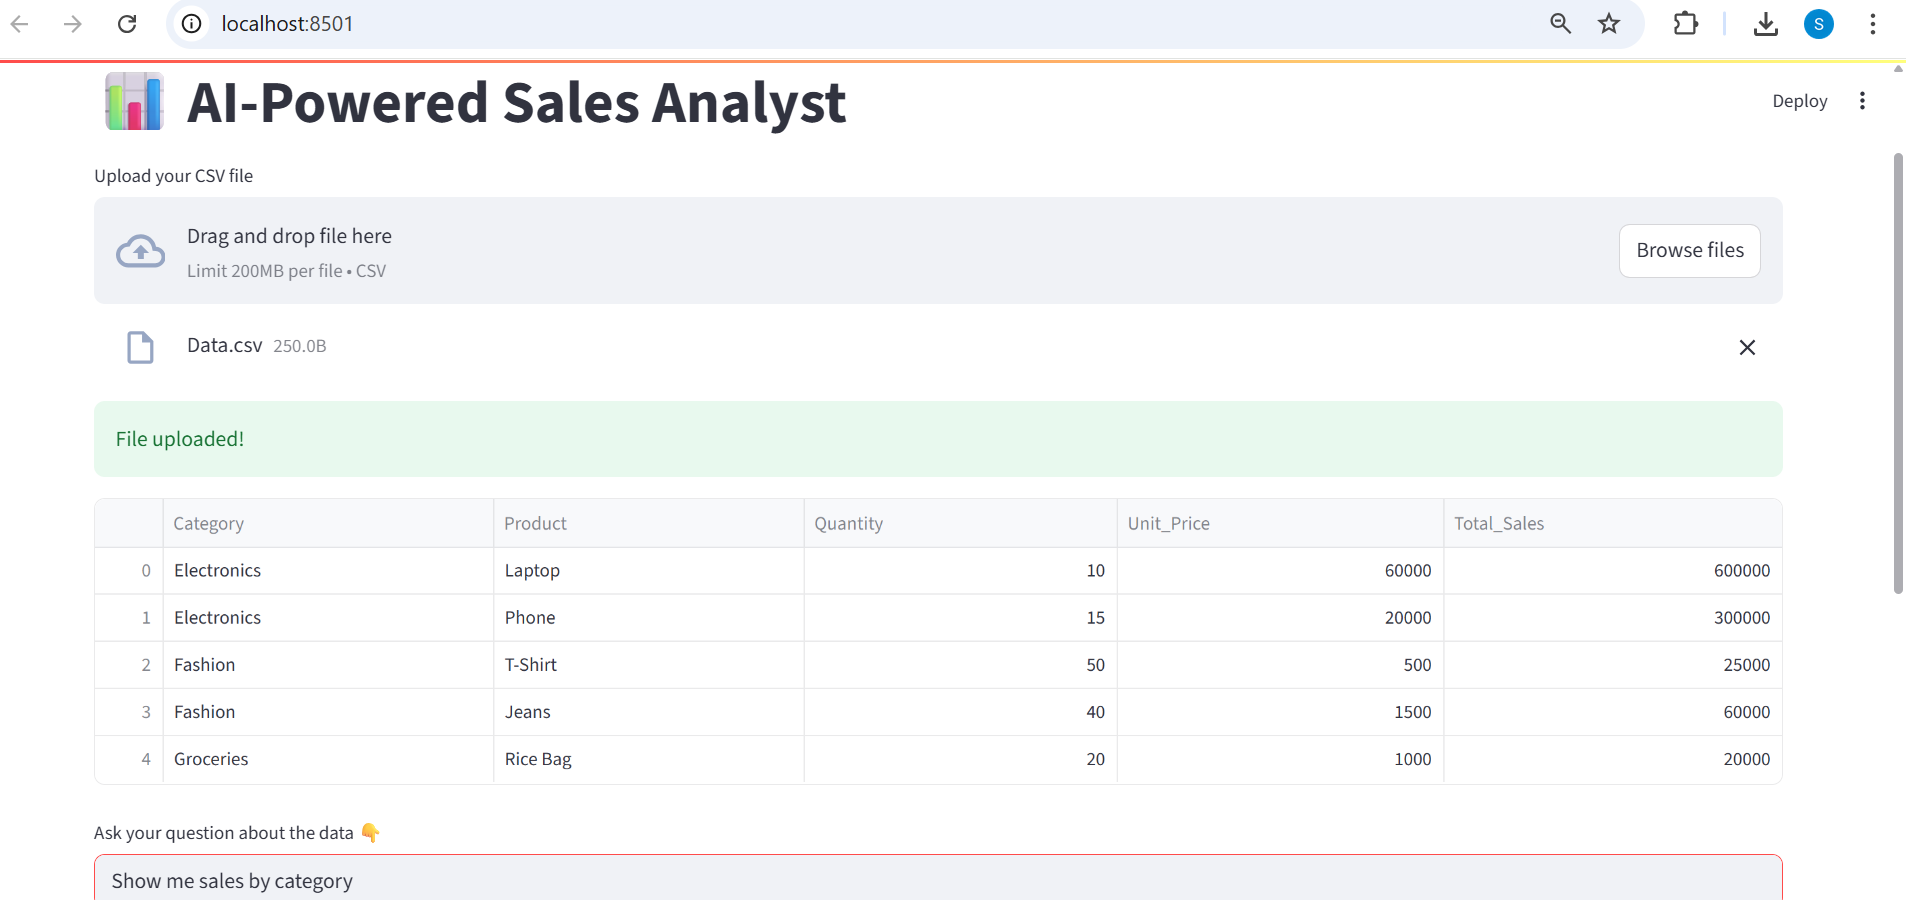 localhost:8501
S
AI-Powered Sales Analyst
Deploy
Upload your CSV file
Drag and drop file here
Limit 200MB per file • CSV
Browse files
Data.csv 250.0B
File uploaded!
Category Product Quantity Unit_Price Total_Sales
0 Electronics Laptop 10 60000 600000
1 Electronics Phone 15 20000 300000
2 Fashion T-Shirt 50 500 25000
3 Fashion Jeans 40 1500 60000
4 Groceries Rice Bag 20 1000 20000
Ask your question about the data 👇
Show me sales by category